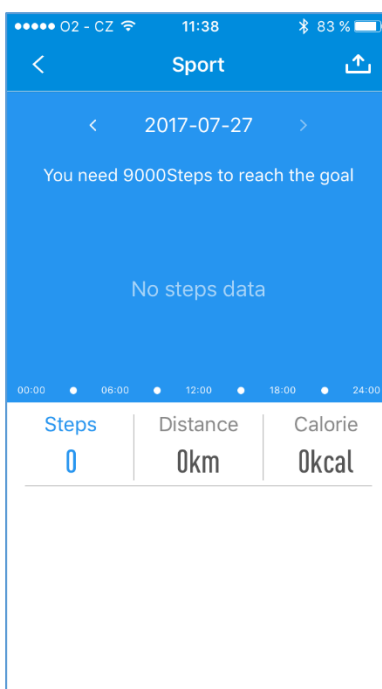 O2 - CZ 11:38 83 %
Sport
2017-07-27
You need 9000Steps to reach the goal
No steps data
00:00 06:00 12:00 18:00 24:00
Steps Distance Calorie
0 0km 0kcal